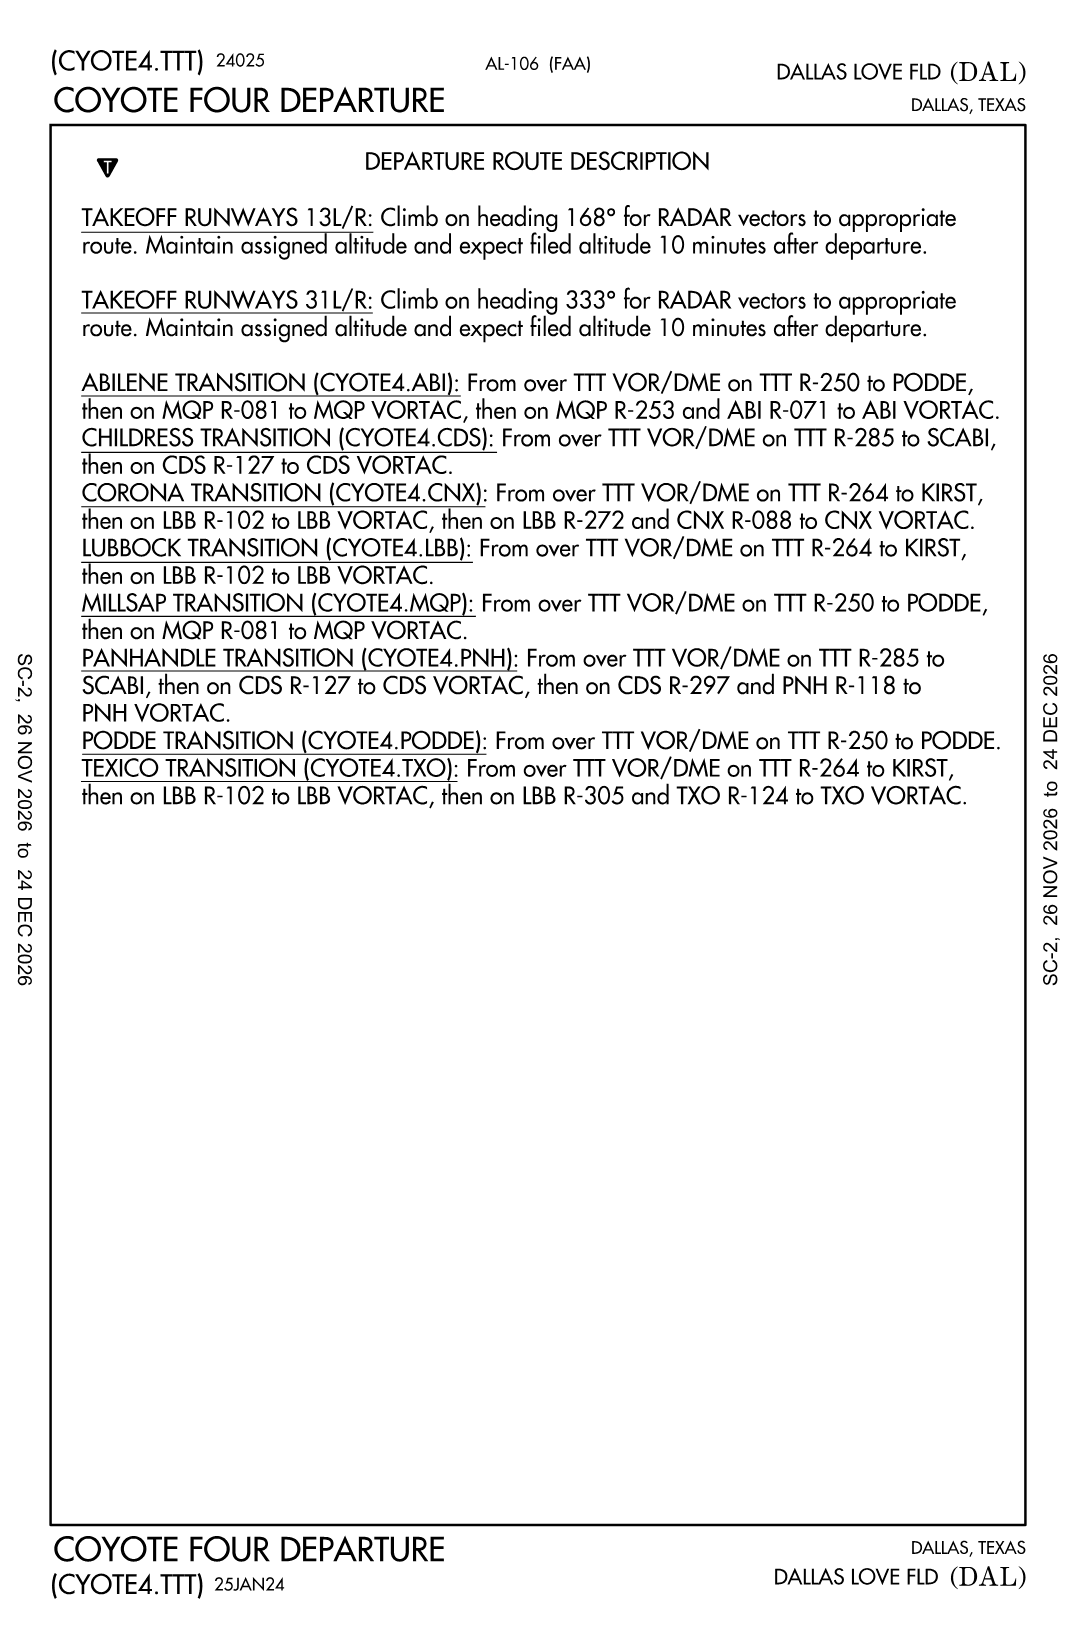 (CYOTE4.TTT) 24025
AL-106 (FAA)
DALLAS LOVE FLD (DAL)
COYOTE FOUR DEPARTURE
DALLAS, TEXAS
T
DEPARTURE ROUTE DESCRIPTION
TAKEOFF RUNWAYS 13L/R: Climb on heading 168° for RADAR vectors to appropriate
route. Maintain assigned altitude and expect filed altitude 10 minutes after departure.
TAKEOFF RUNWAYS 31L/R: Climb on heading 333° for RADAR vectors to appropriate
route. Maintain assigned altitude and expect filed altitude 10 minutes after departure.
ABILENE TRANSITION (CYOTE4.ABI): From over TTT VOR/DME on TTT R-250 to PODDE,
then on MQP R-081 to MQP VORTAC, then on MQP R-253 and ABI R-071 to ABI VORTAC.
CHILDRESS TRANSITION (CYOTE4.CDS): From over TTT VOR/DME on TTT R-285 to SCABI,
then on CDS R-127 to CDS VORTAC.
CORONA TRANSITION (CYOTE4.CNX): From over TTT VOR/DME on TTT R-264 to KIRST,
then on LBB R-102 to LBB VORTAC, then on LBB R-272 and CNX R-088 to CNX VORTAC.
LUBBOCK TRANSITION (CYOTE4.LBB): From over TTT VOR/DME on TTT R-264 to KIRST,
then on LBB R-102 to LBB VORTAC.
MILLSAP TRANSITION (CYOTE4.MQP): From over TTT VOR/DME on TTT R-250 to PODDE,
then on MQP R-081 to MQP VORTAC.
PANHANDLE TRANSITION (CYOTE4.PNH): From over TTT VOR/DME on TTT R-285 to
SCABI, then on CDS R-127 to CDS VORTAC, then on CDS R-297 and PNH R-118 to
PNH VORTAC.
PODDE TRANSITION (CYOTE4.PODDE): From over TTT VOR/DME on TTT R-250 to PODDE.
TEXICO TRANSITION (CYOTE4.TXO): From over TTT VOR/DME on TTT R-264 to KIRST,
then on LBB R-102 to LBB VORTAC, then on LBB R-305 and TXO R-124 to TXO VORTAC.
SC-2, 26 NOV 2026 to 24 DEC 2026
SC-2, 26 NOV 2026 to 24 DEC 2026
COYOTE FOUR DEPARTURE
DALLAS, TEXAS
(CYOTE4.TTT) 25JAN24
DALLAS LOVE FLD (DAL)